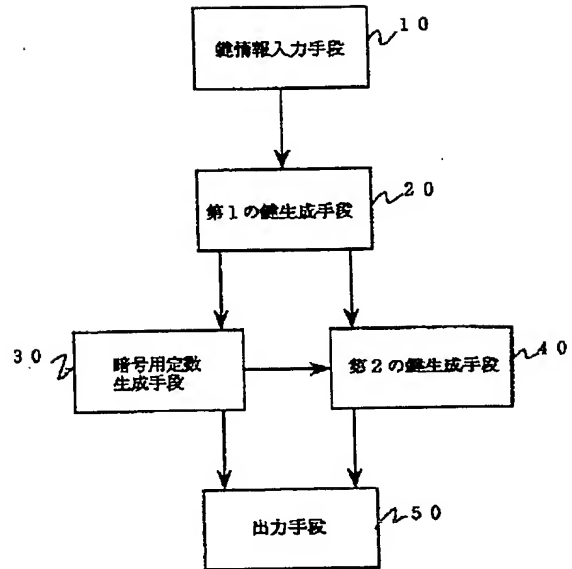 10
鍵情報入力手段
20
第1の鍵生成手段
30
暗号用定数
生成手段
40
第2の鍵生成手段
50
出力手段